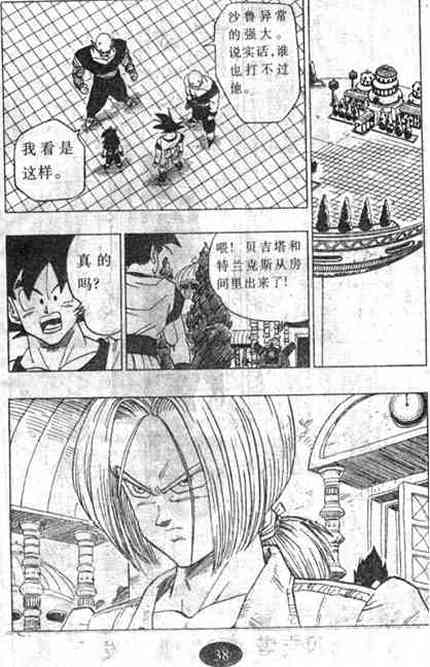 沙鲁异常
的强大。
说实话,谁
也打不过
他。
我看是
这样。
喂!贝吉塔和
特兰克斯从房
间里出来了!
真的
吗?
38